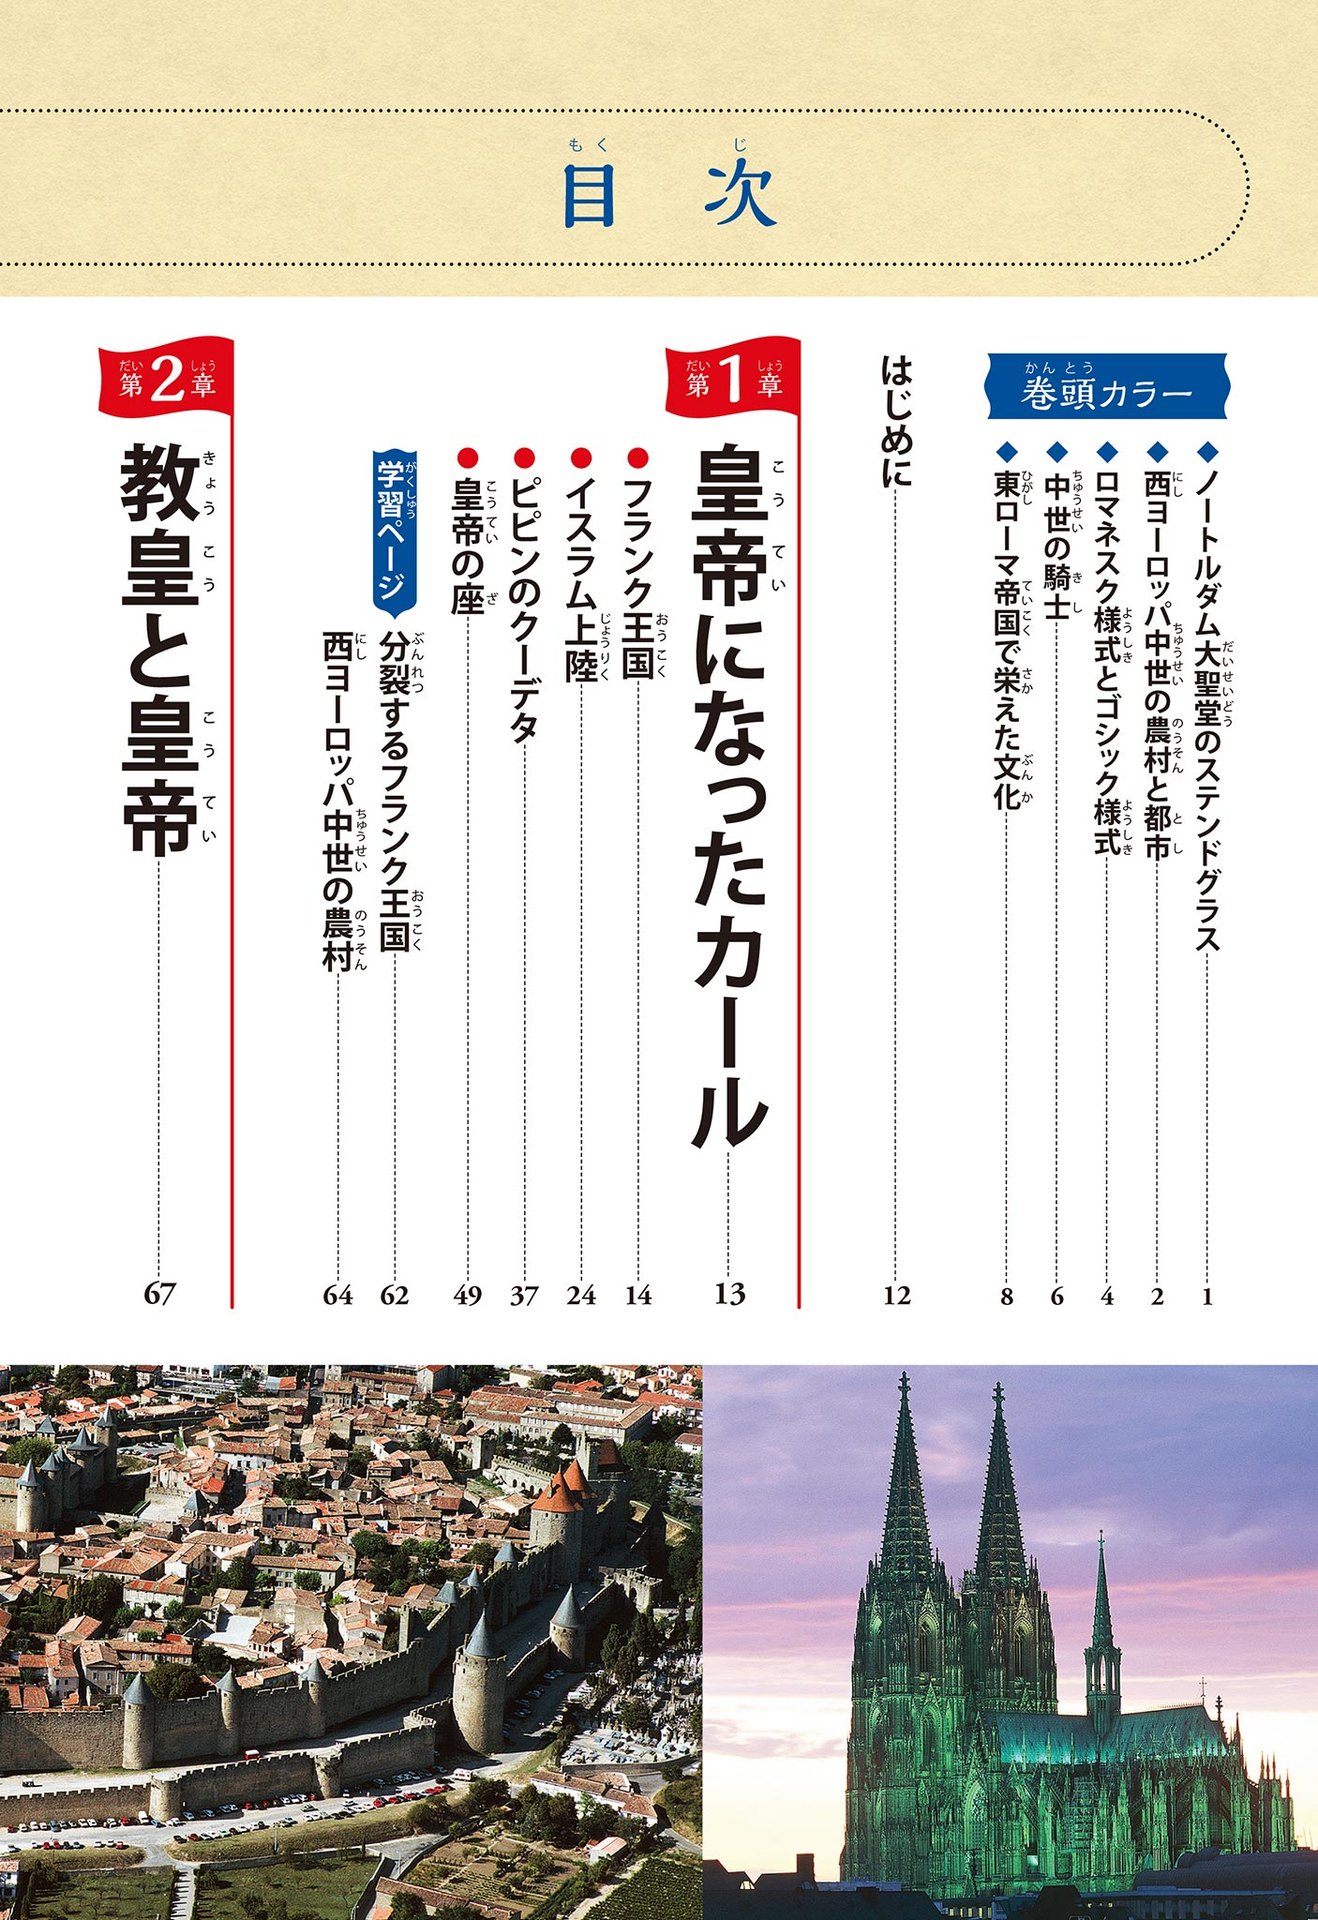 目次
巻頭カラー
◆ノートルダム大聖堂のステンドグラス 1
◆西ヨーロッパ中世の農村と都市 2
◆ロマネスク様式とゴシック様式 4
◆中世の騎士 6
◆東ローマ帝国で栄えた文化 8
はじめに 12
第1章
皇帝になったカール 13
●フランク王国 14
●イスラム上陸 24
●ピピンのクーデタ 37
●皇帝の座 49
学習ページ
分裂するフランク王国 62
西ヨーロッパ中世の農村 64
第2章
教皇と皇帝 67